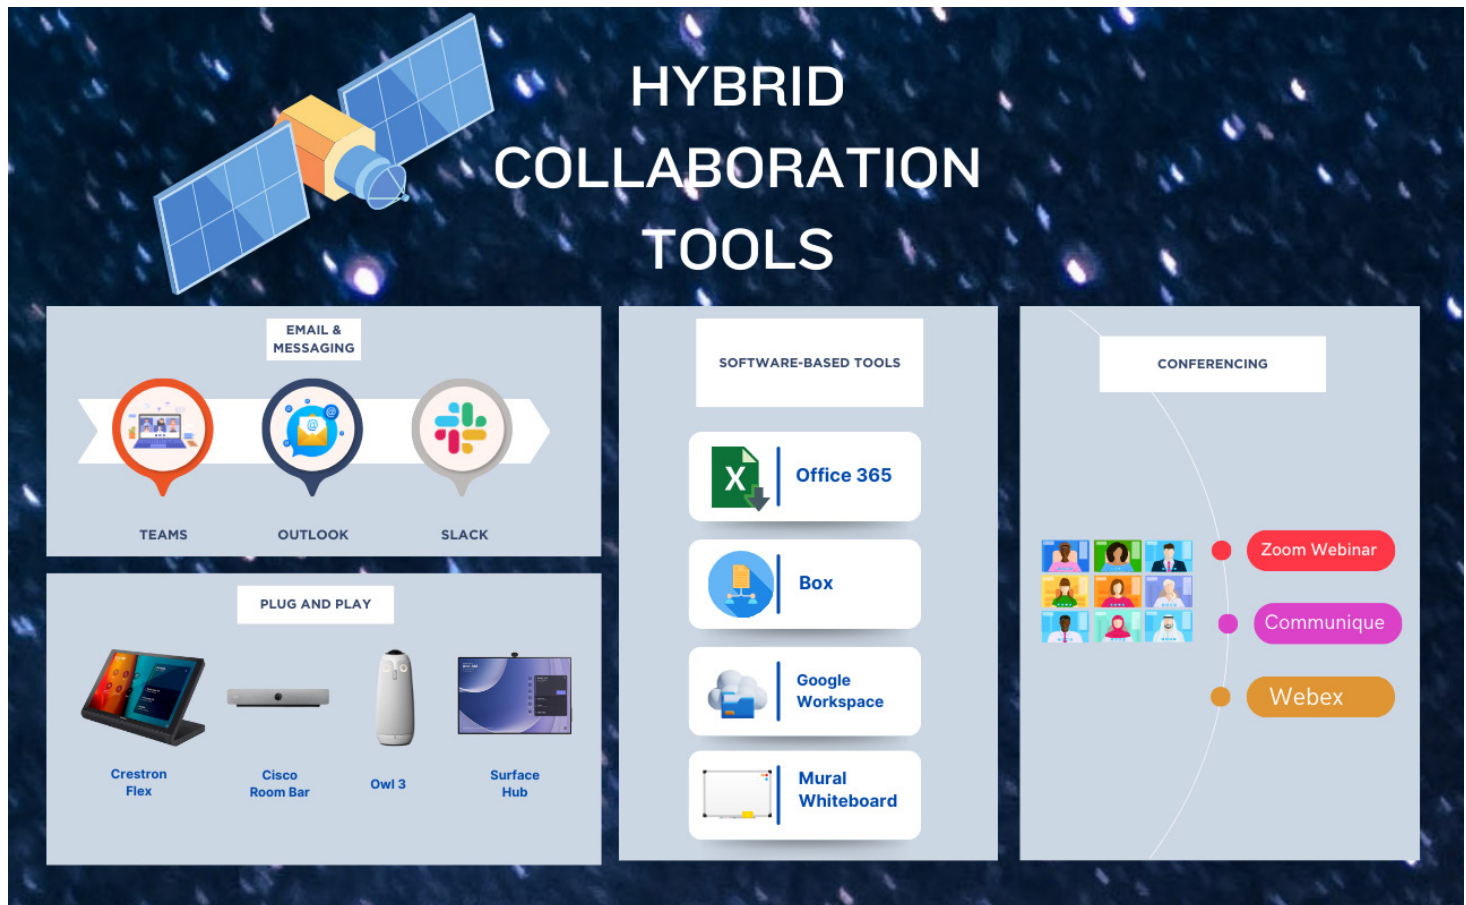 HYBRID
COLLABORATION
TOOLS
EMAIL &
MESSAGING
TEAMS
OUTLOOK
SLACK
PLUG AND PLAY
Crestron
Flex
Cisco
Room Bar
Owl 3
Surface
Hub
SOFTWARE-BASED TOOLS
X
Office 365
Box
Google
Workspace
Mural
Whiteboard
CONFERENCING
Zoom Webinar
Communique
Webex